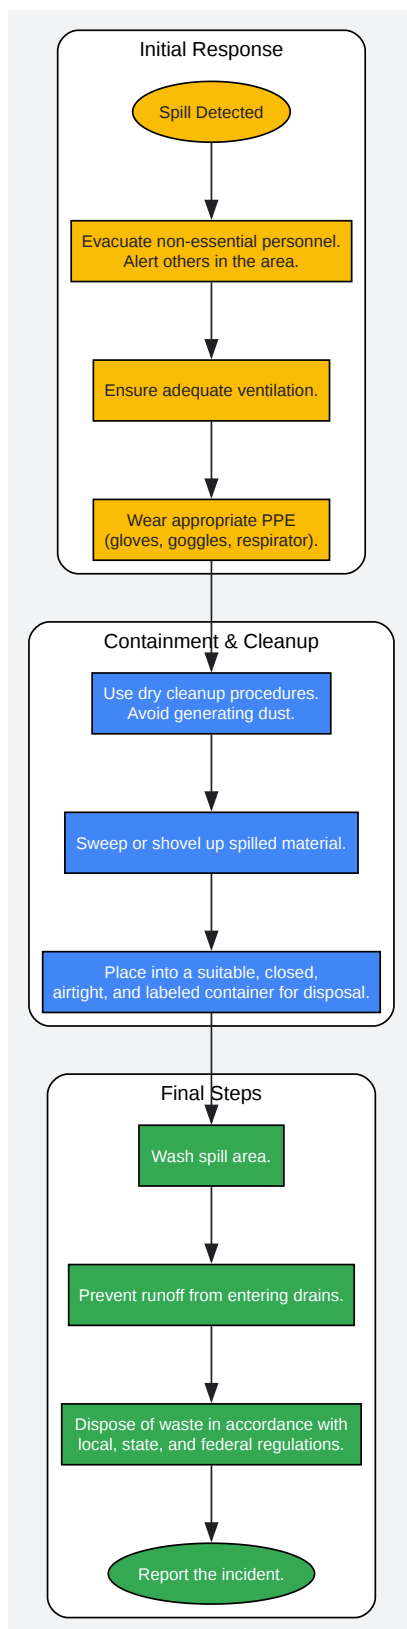 Initial Response
Spill Detected
Evacuate non-essential personnel.
Alert others in the area.
Ensure adequate ventilation.
Wear appropriate PPE
(gloves, goggles, respirator).
Containment & Cleanup
Use dry cleanup procedures.
Avoid generating dust.
Sweep or shovel up spilled material.
Place into a suitable, closed,
airtight, and labeled container for disposal.
Final Steps
Wash spill area.
Prevent runoff from entering drains.
Dispose of waste in accordance with
local, state, and federal regulations.
Report the incident.